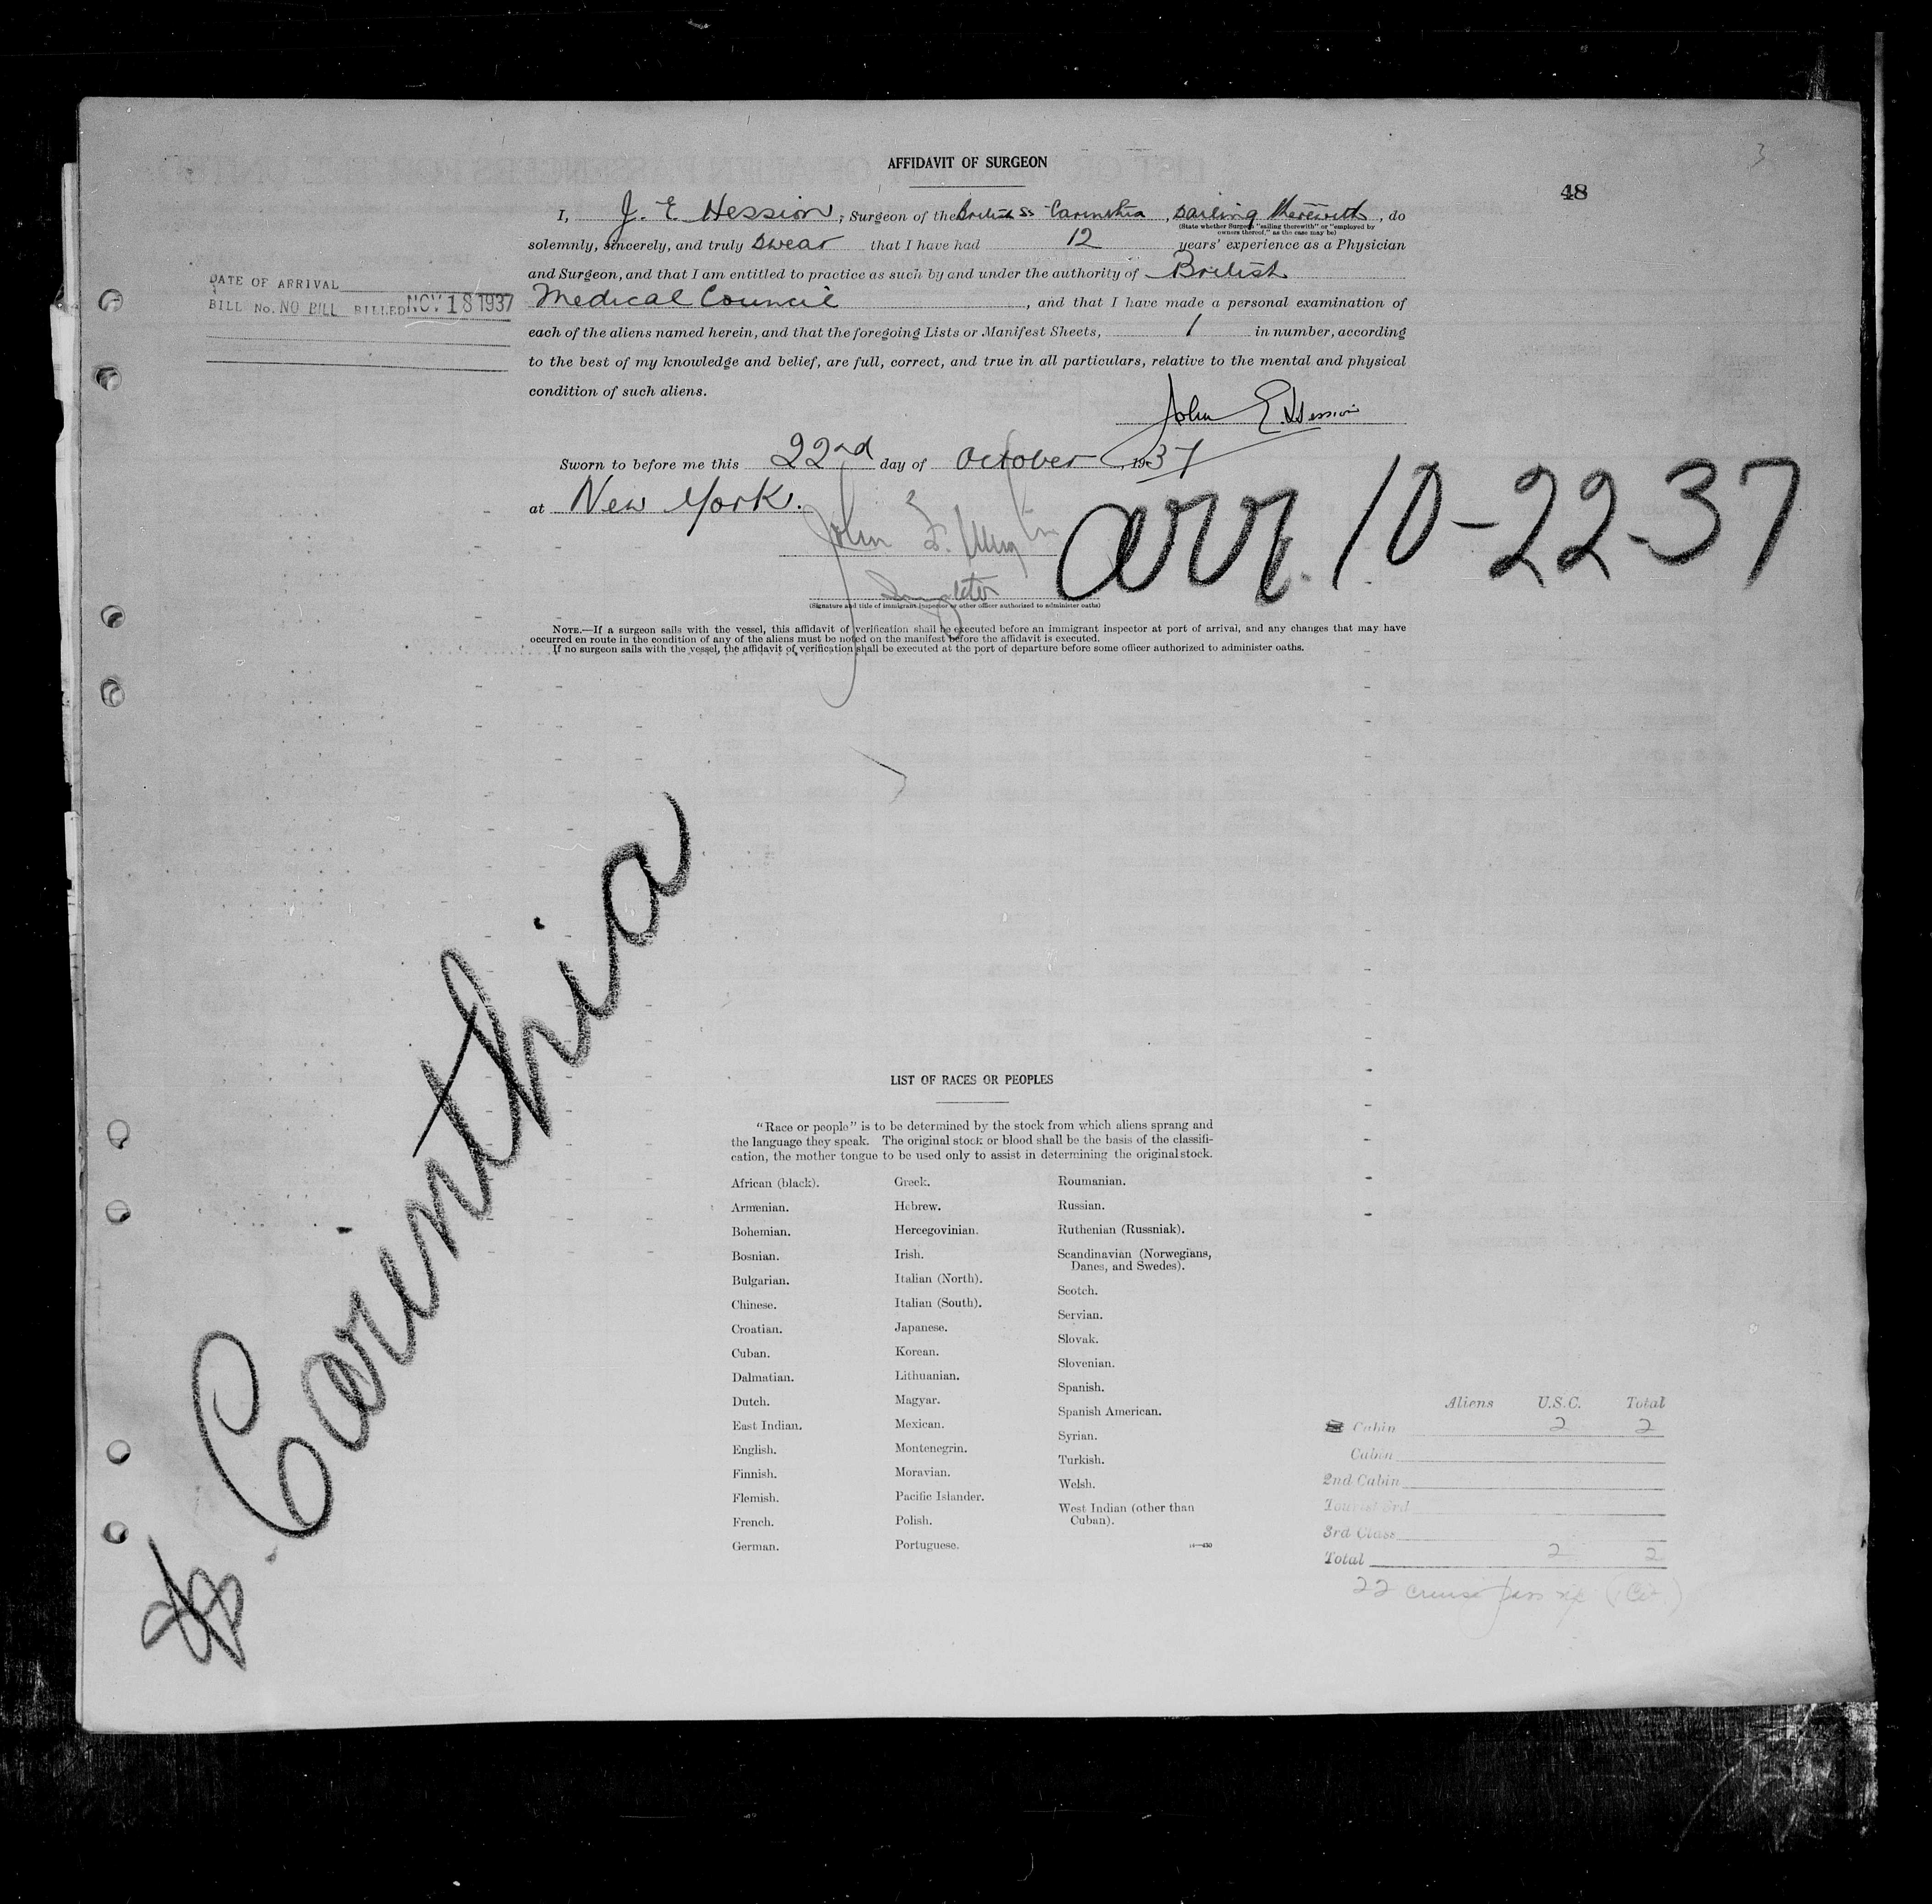 3
48
AFFIDAVIT OF SURGEON
I, J. E. Hession, Surgeon of the British SS Carinthia, sailing therewith, do
(State whether Surgeon "sailing therewith" or "employed by
owners thereof," as the case may be)
solemnly, sincerely, and truly swear that I have had 12 years' experience as a Physician
and Surgeon, and that I am entitled to practice as such by and under the authority of British
Medical Council, and that I have made a personal examination of
each of the aliens named herein, and that the foregoing Lists or Manifest Sheets, 1 in number, according
to the best of my knowledge and belief, are full, correct, and true in all particulars, relative to the mental and physical
condition of such aliens.
DATE OF ARRIVAL
BILL No. NO BILL BILLED NOV 18 1937
John E. Hession
Sworn to before me this 22nd day of October, 1937
at New York.
John
arr. 10-22-37
(Signature and title of immigrant inspector or other officer authorized to administer oaths)
NOTE.—If a surgeon sails with the vessel, this affidavit of verification shall be executed before an immigrant inspector at port of arrival, and any changes that may have
occurred en route in the condition of any of the aliens must be noted on the manifest before the affidavit is executed.
If no surgeon sails with the vessel, the affidavit of verification shall be executed at the port of departure before some officer authorized to administer oaths.
SS. Carinthia
LIST OF RACES OR PEOPLES
"Race or people" is to be determined by the stock from which aliens sprang and
the language they speak. The original stock or blood shall be the basis of the classifi-
cation, the mother tongue to be used only to assist in determining the original stock.
African (black).
Armenian.
Bohemian.
Bosnian.
Bulgarian.
Chinese.
Croatian.
Cuban.
Dalmatian.
Dutch.
East Indian.
English.
Finnish.
Flemish.
French.
German.
Greek.
Hebrew.
Hercegovinian.
Irish.
Italian (North).
Italian (South).
Japanese.
Korean.
Lithuanian.
Magyar.
Mexican.
Montenegrin.
Moravian.
Pacific Islander.
Polish.
Portuguese.
Roumanian.
Russian.
Ruthenian (Russniak).
Scandinavian (Norwegians,
Danes, and Swedes).
Scotch.
Servian.
Slovak.
Slovenian.
Spanish.
Spanish American.
Syrian.
Turkish.
Welsh.
West Indian (other than
Cuban).
Aliens U.S.C. Total
Cabin 2 2
Cabin
2nd Cabin
Tourist 3rd
3rd Class
Total 2 2
22 cruise pass